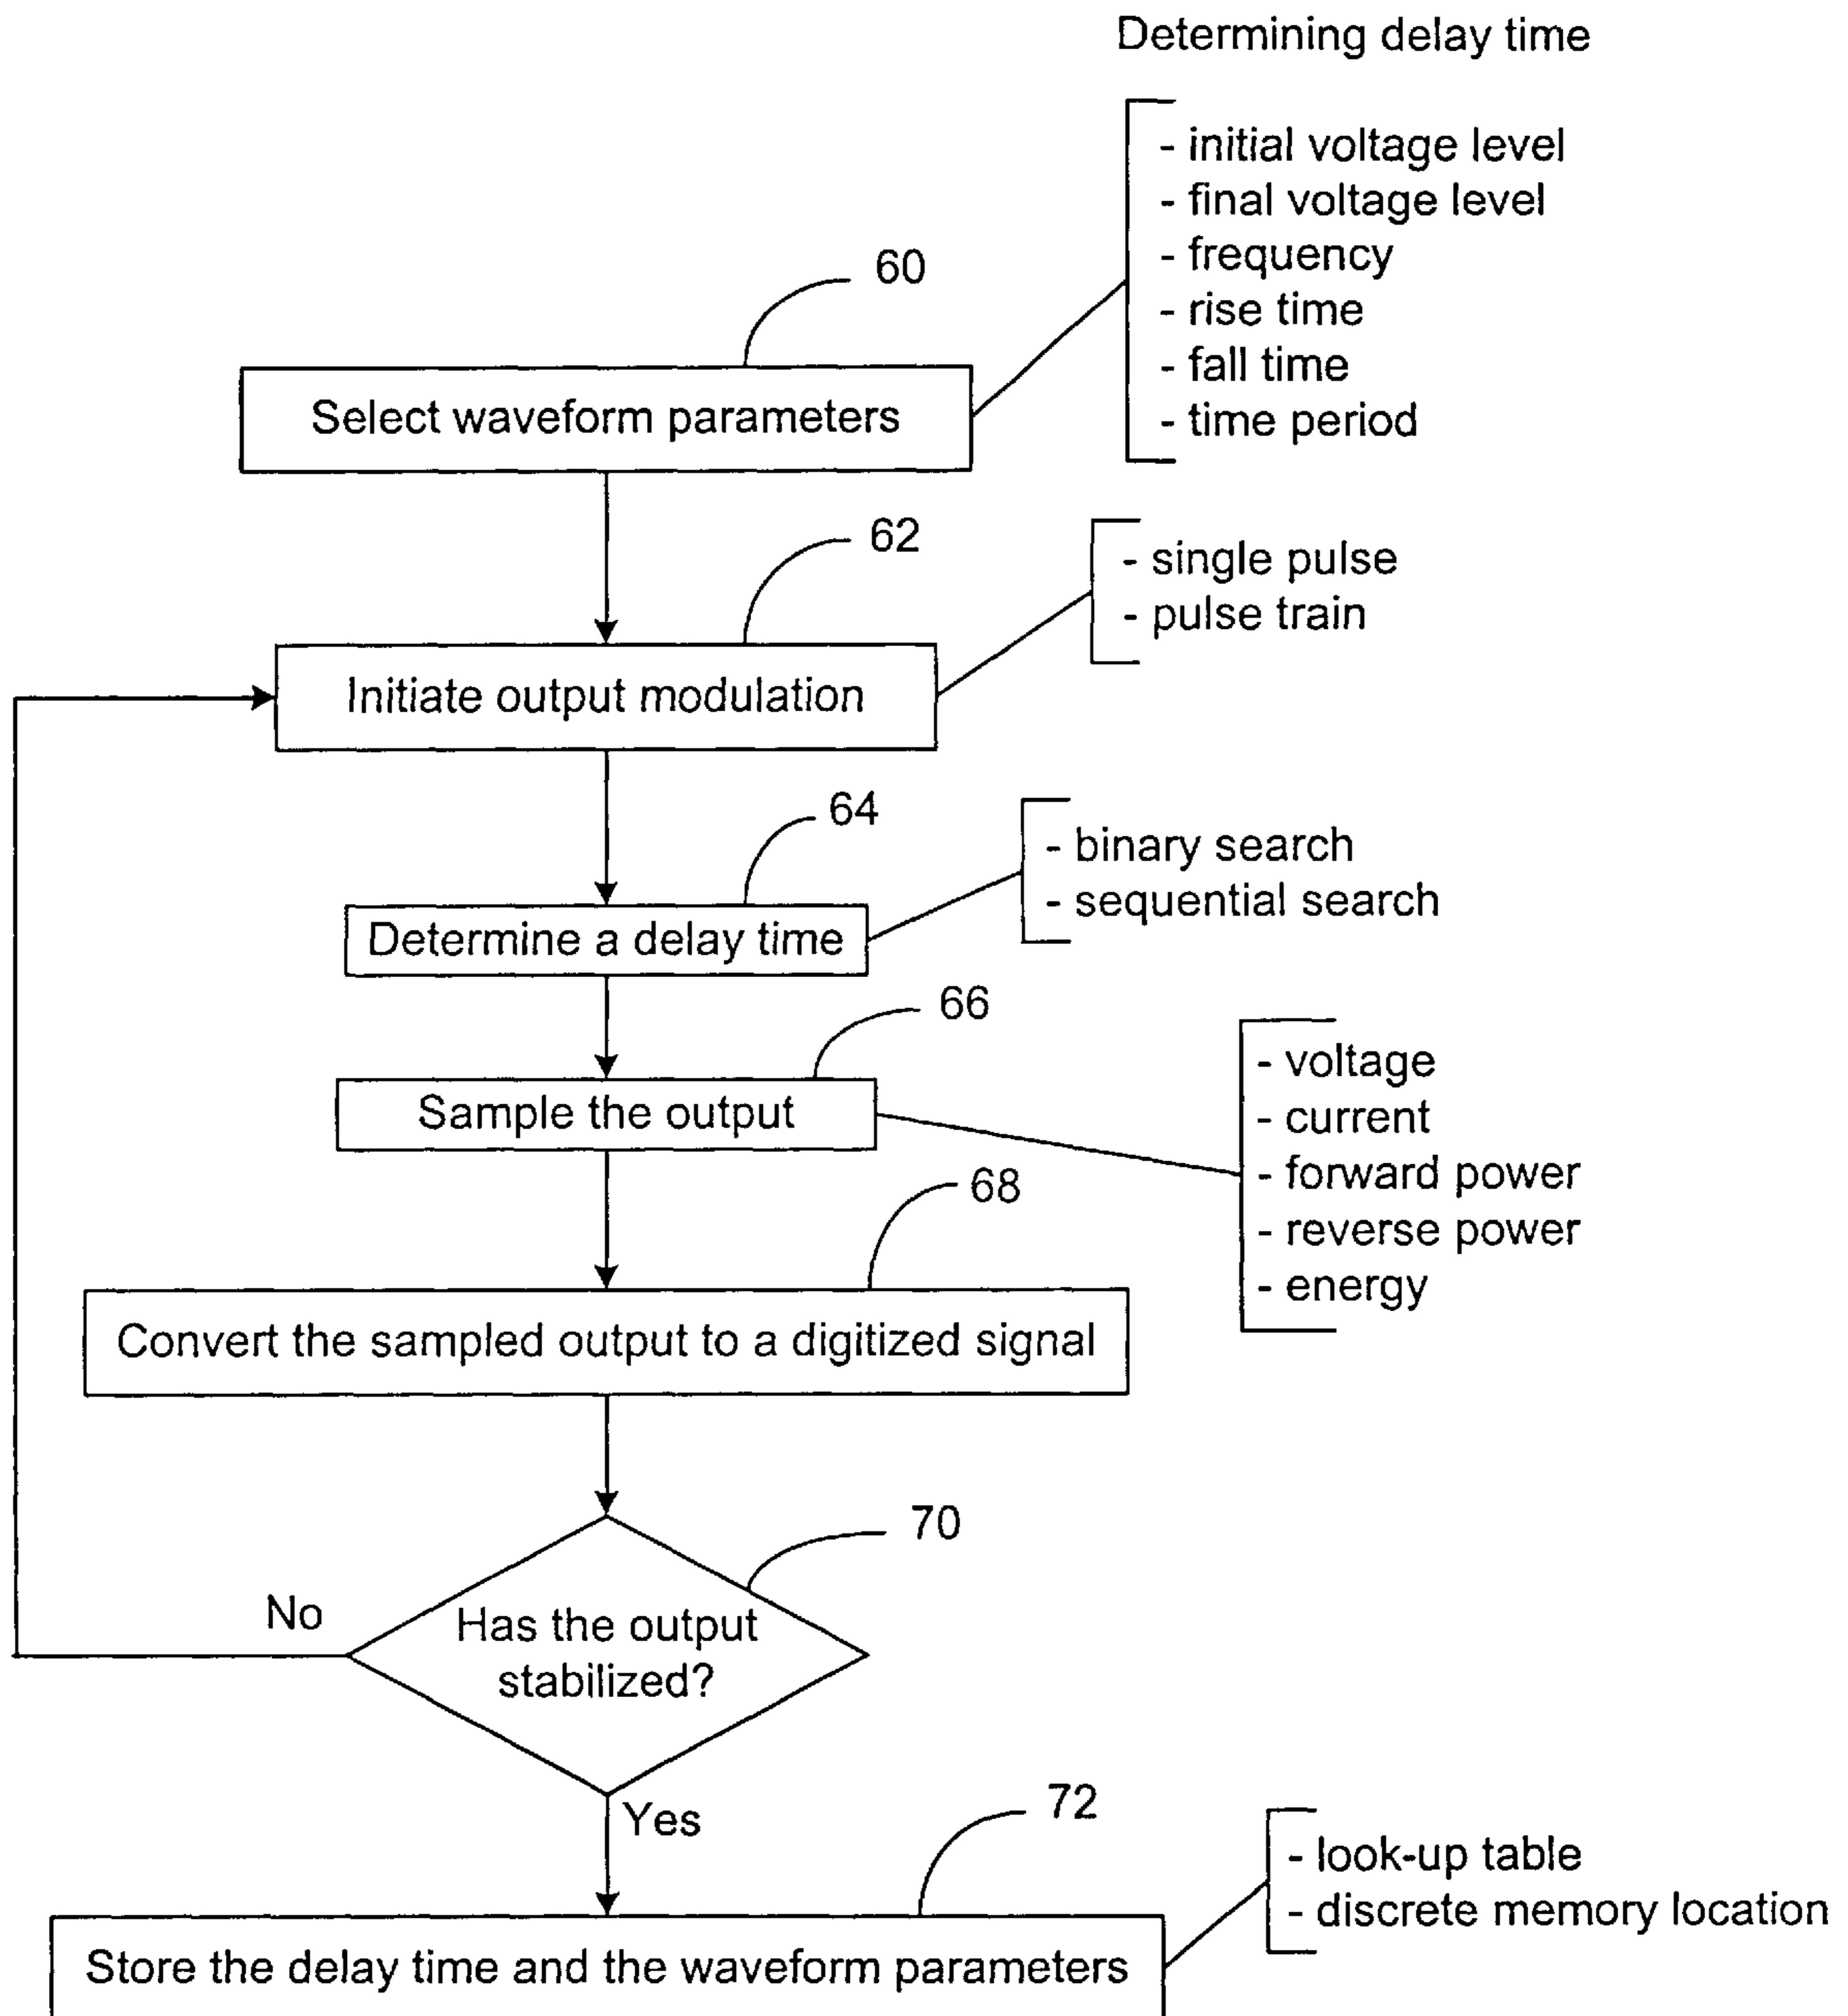 Determining delay time
- initial voltage level
- final voltage level
- frequency
- rise time
- fall time
- time period
60
Select waveform parameters
62
- single pulse
- pulse train
Initiate output modulation
64
- binary search
- sequential search
Determine a delay time
66
Sample the output
- voltage
- current
- forward power
- reverse power
- energy
68
Convert the sampled output to a digitized signal
70
No
Has the output
stabilized?
Yes
72
- look-up table
- discrete memory location
Store the delay time and the waveform parameters